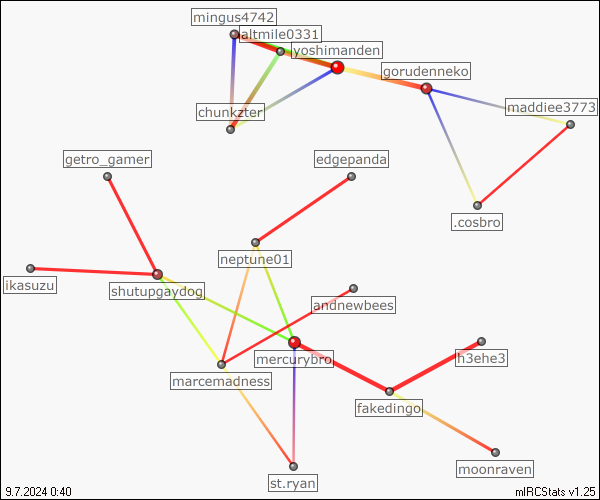 mingus4742
altmile0331
yoshimanden
gorudenneko
maddiee3773
chunkzter
getro_gamer
edgepanda
.cosbro
neptune01
ikasuzu
shutupgaydog
andnewbees
mercurybro
h3ehe3
marcemadness
fakedingo
moonraven
st.ryan
9.7.2024 0:40
mIRCStats v1.25